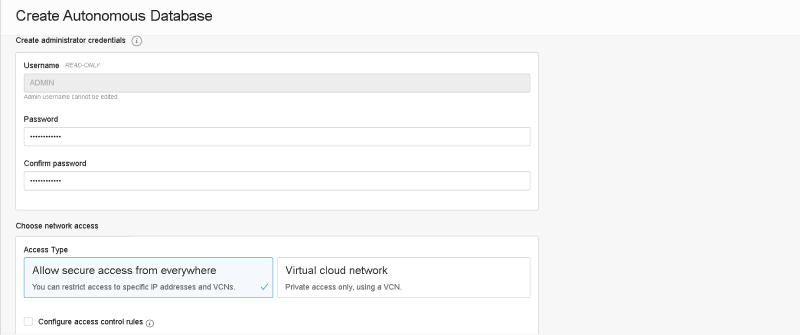 Create Autonomous Database
Create administrator credentials
Username READ-ONLY
ADMIN
Admin username cannot be edited
Password
••••••••••••
Confirm password
••••••••••••
Choose network access
Access Type
Allow secure access from everywhere
You can restrict access to specific IP addresses and VCNs.
Virtual cloud network
Private access only, using a VCN.
Configure access control rules